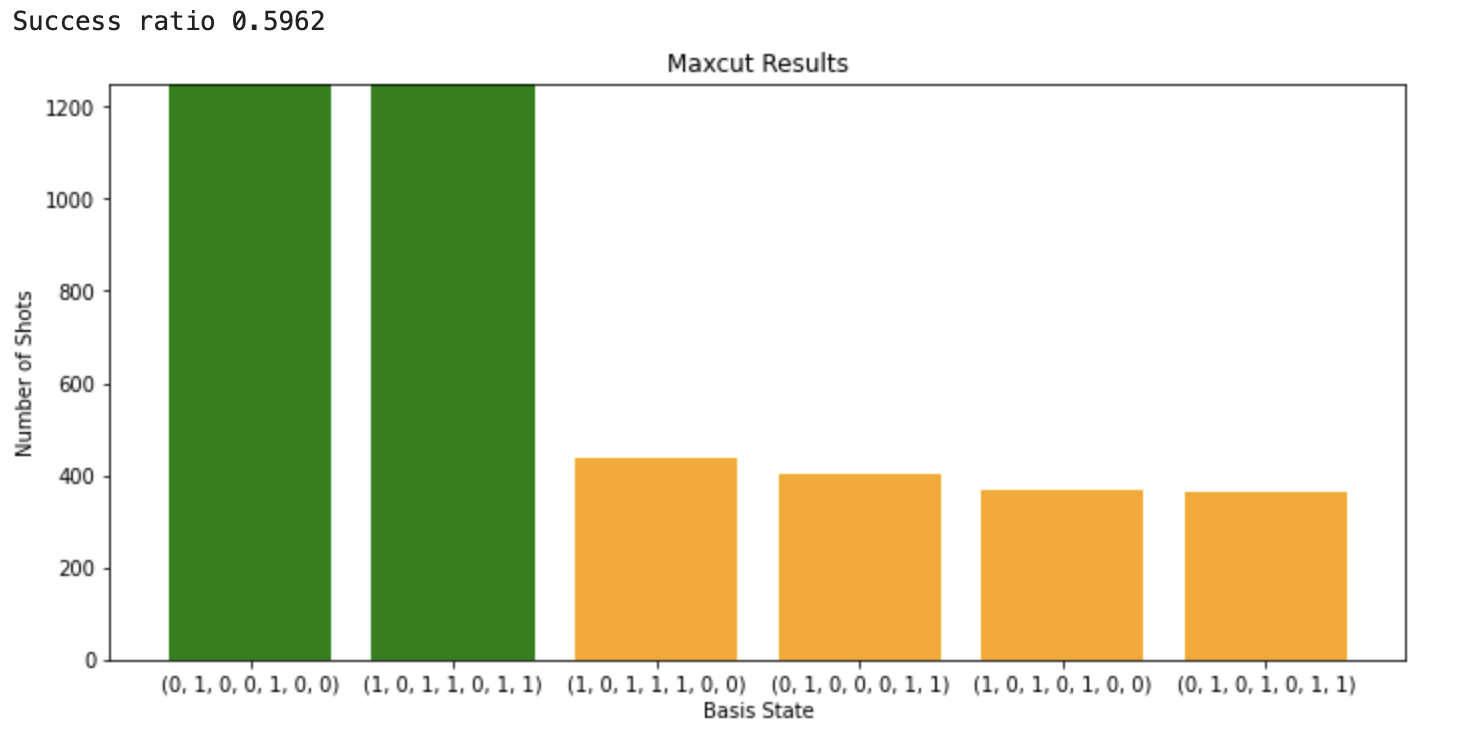 Success ratio 0.5962
Maxcut Results
1200
1000
800
600
400
200
0
Number of Shots
(0, 1, 0, 0, 1, 0, 0) (1, 0, 1, 1, 0, 1, 1) (1, 0, 1, 1, 1, 0, 0) (0, 1, 0, 0, 0, 1, 1) (1, 0, 1, 0, 1, 0, 0) (0, 1, 0, 1, 0, 1, 1)
Basis State